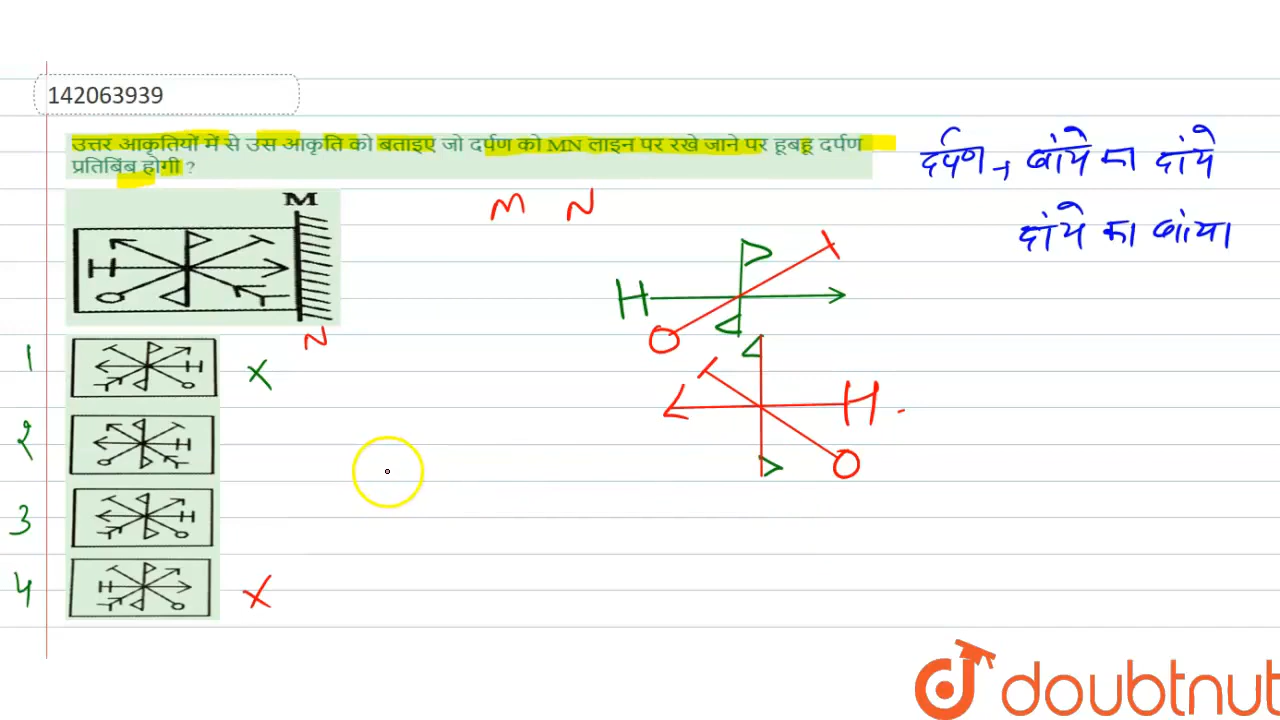 142063939
उत्तर आकृतियों में से उस आकृति को बताइए जो दर्पण को MN लाइन पर रखे जाने पर हूबहू दर्पण
प्रतिबिंब होगी ?
दर्पण → बांये का दांये
दांये का बांया
M
M N
H
O
N
1
X
2
H
O
3
4
X
doubtnut